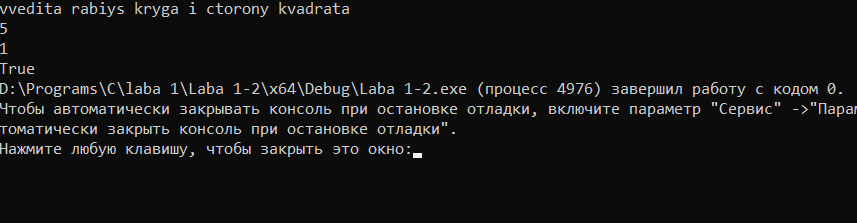 vvedita rabiys kryga i ctorony kvadrata
5
1
True
D:\Programs\C\laba 1\Laba 1-2\x64\Debug\Laba 1-2.exe (процесс 4976) завершил работу с кодом 0.
Чтобы автоматически закрывать консоль при остановке отладки, включите параметр "Сервис" ->"Парам
томатически закрыть консоль при остановке отладки".
Нажмите любую клавишу, чтобы закрыть это окно: